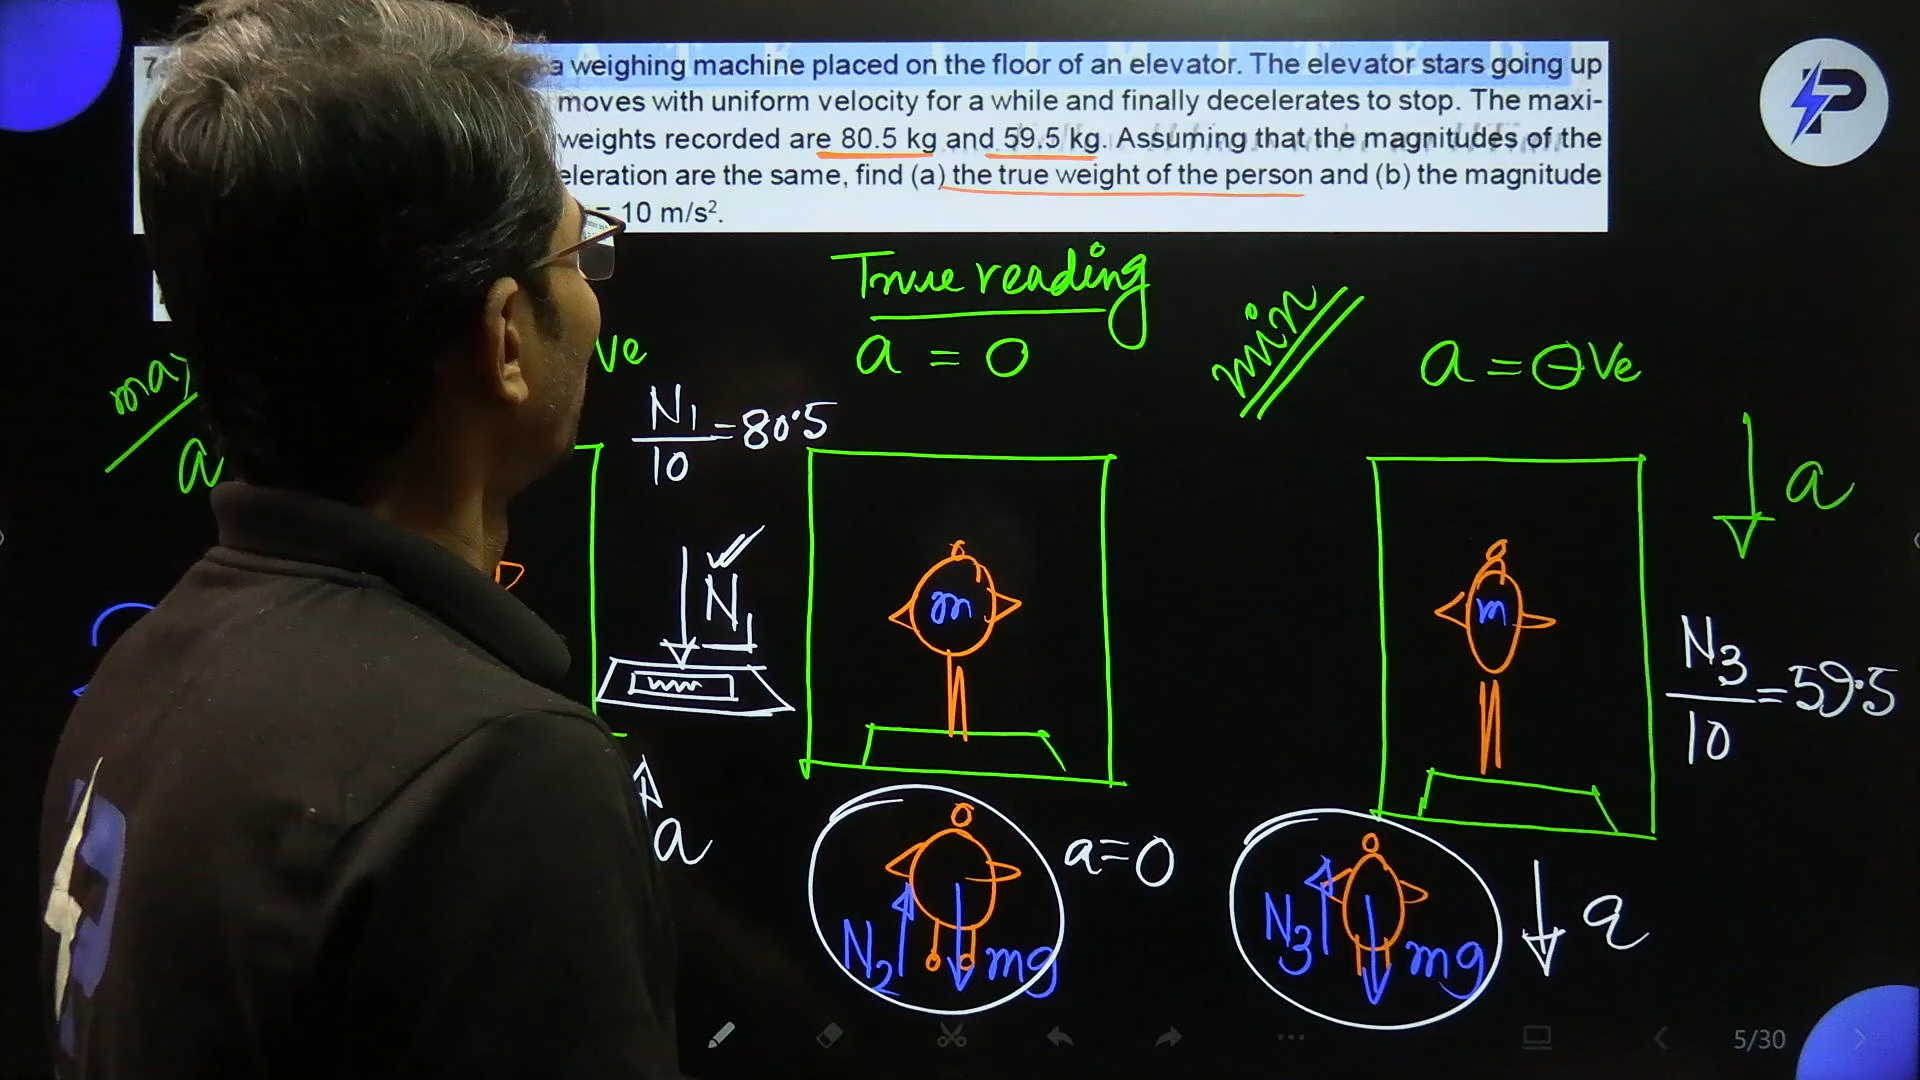 7.
a weighing machine placed on the floor of an elevator. The elevator stars going up
moves with uniform velocity for a while and finally decelerates to stop. The maxi-
weights recorded are 80.5 kg and 59.5 kg. Assuming that the magnitudes of the
eleration are the same, find (a) the true weight of the person and (b) the magnitude
= 10 m/s².
P
True reading
a = 0
max
a
ve
min
a = ⊖ve
N1/10 = 80.5
N1
a
m
m
a
N3/10 = 59.5
a
N2
mg
a=0
N3
mg
a
5/30